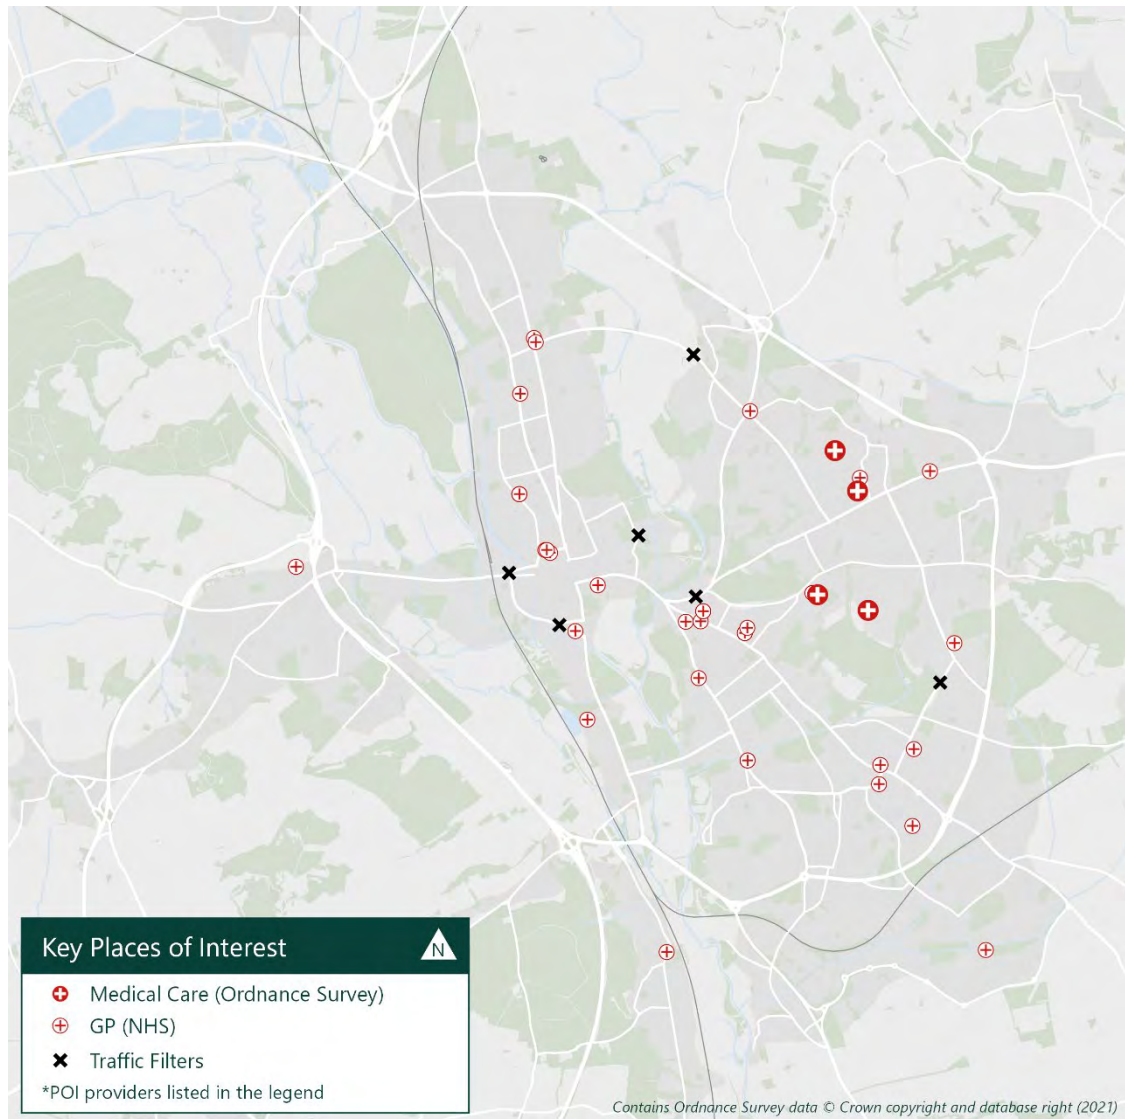 Key Places of Interest
N
Medical Care (Ordnance Survey)
GP (NHS)
Traffic Filters
*POI providers listed in the legend
Contains Ordnance Survey data © Crown copyright and database right (2021)